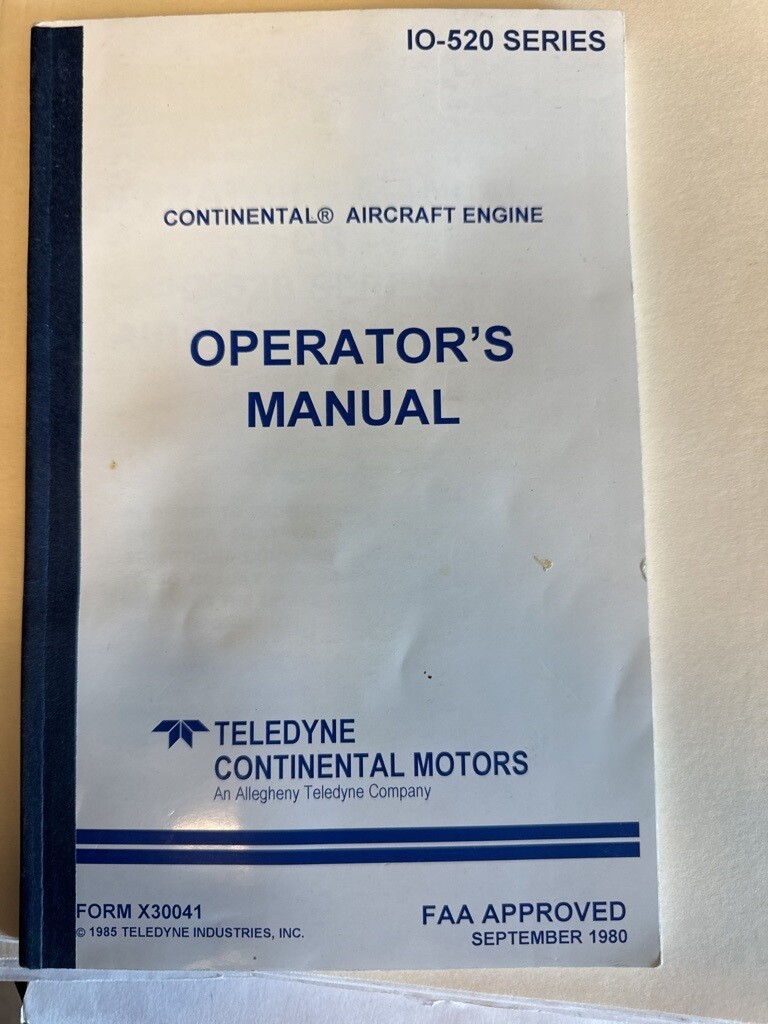 IO-520 SERIES
CONTINENTAL® AIRCRAFT ENGINE
OPERATOR'S
MANUAL
TELEDYNE
CONTINENTAL MOTORS
An Allegheny Teledyne Company
FORM X30041
© 1985 TELEDYNE INDUSTRIES, INC.
FAA APPROVED
SEPTEMBER 1980